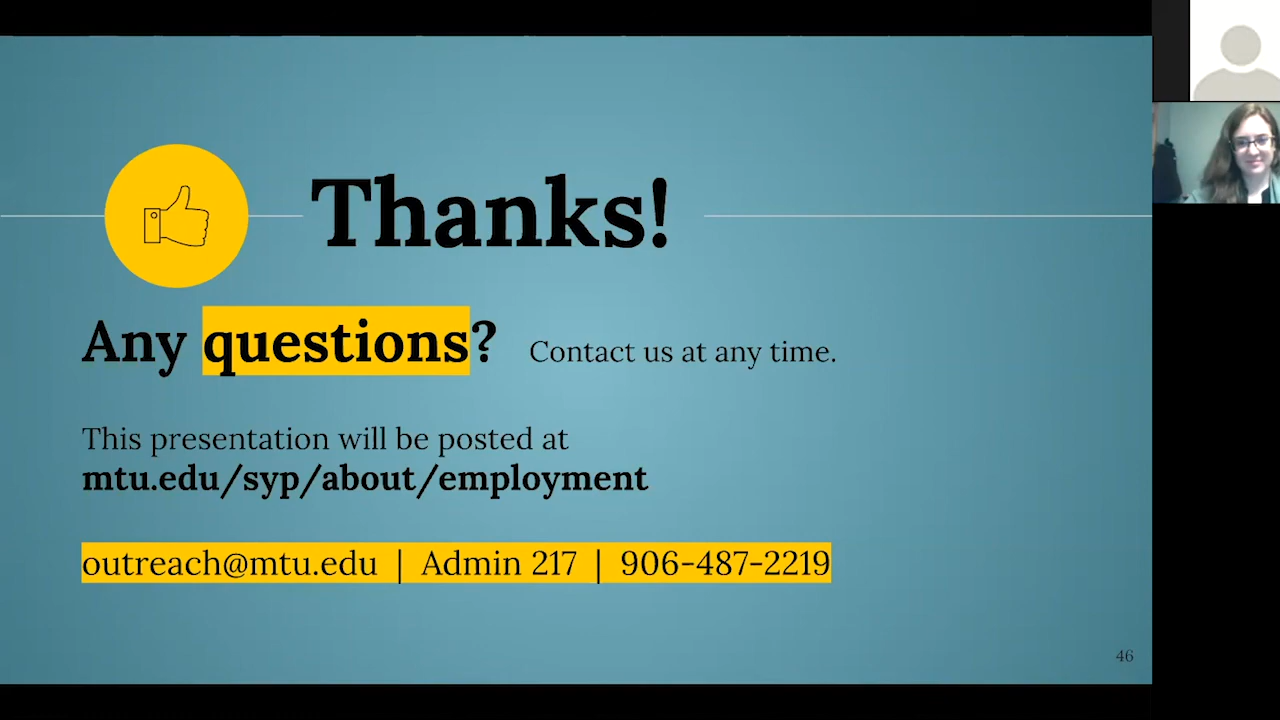 Thanks!
Any questions? Contact us at any time.
This presentation will be posted at
mtu.edu/syp/about/employment
outreach@mtu.edu | Admin 217 | 906-487-2219
46